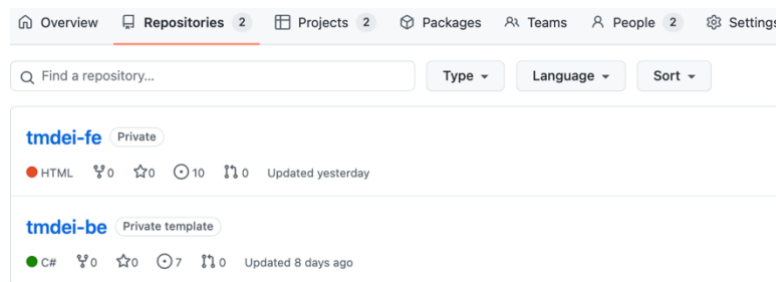 Overview Repositories 2 Projects 2 Packages Teams People 2 Settings
Find a repository... Type Language Sort
tmdei-fe Private
HTML 0 0 10 0 Updated yesterday
tmdei-be Private template
C# 0 0 7 0 Updated 8 days ago